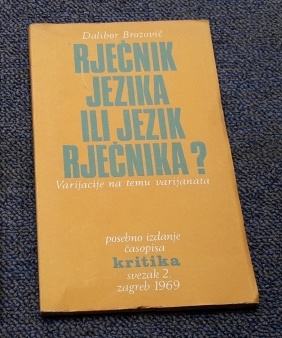 Dalibor Brozović
RJEČNIK
JEZIKA
ILI JEZIK
RJEČNIKA?
Varijacije na temu varijanata
posebno izdanje
časopisa
kritika
svezak 2
zagreb 1969